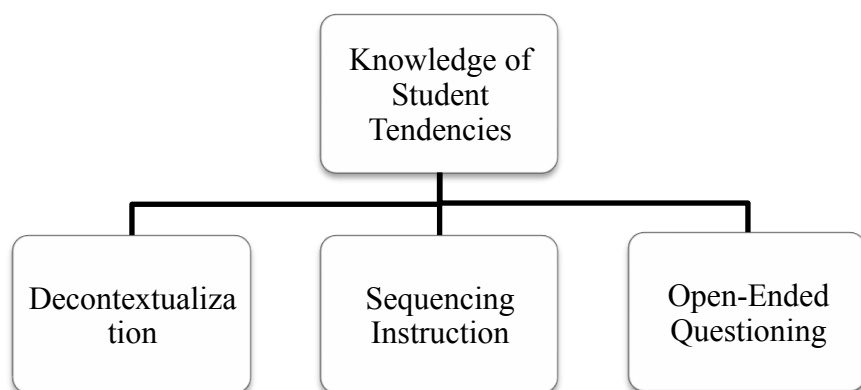 Knowledge of
Student
Tendencies
Decontextualiza
tion
Sequencing
Instruction
Open-Ended
Questioning